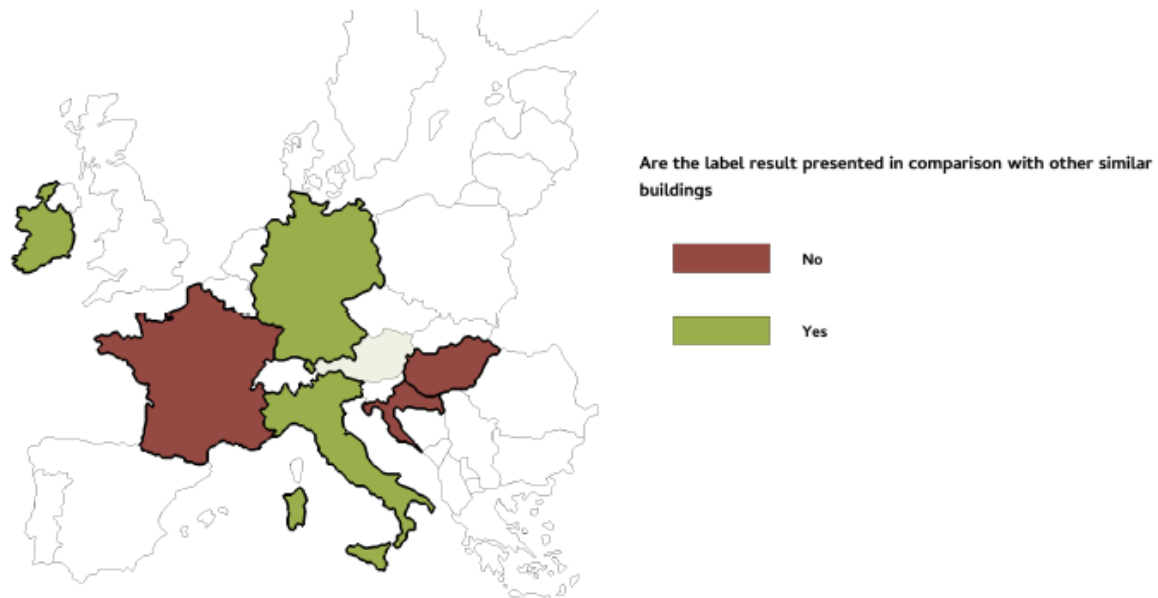 Are the label result presented in comparison with other similar
buildings
No
Yes